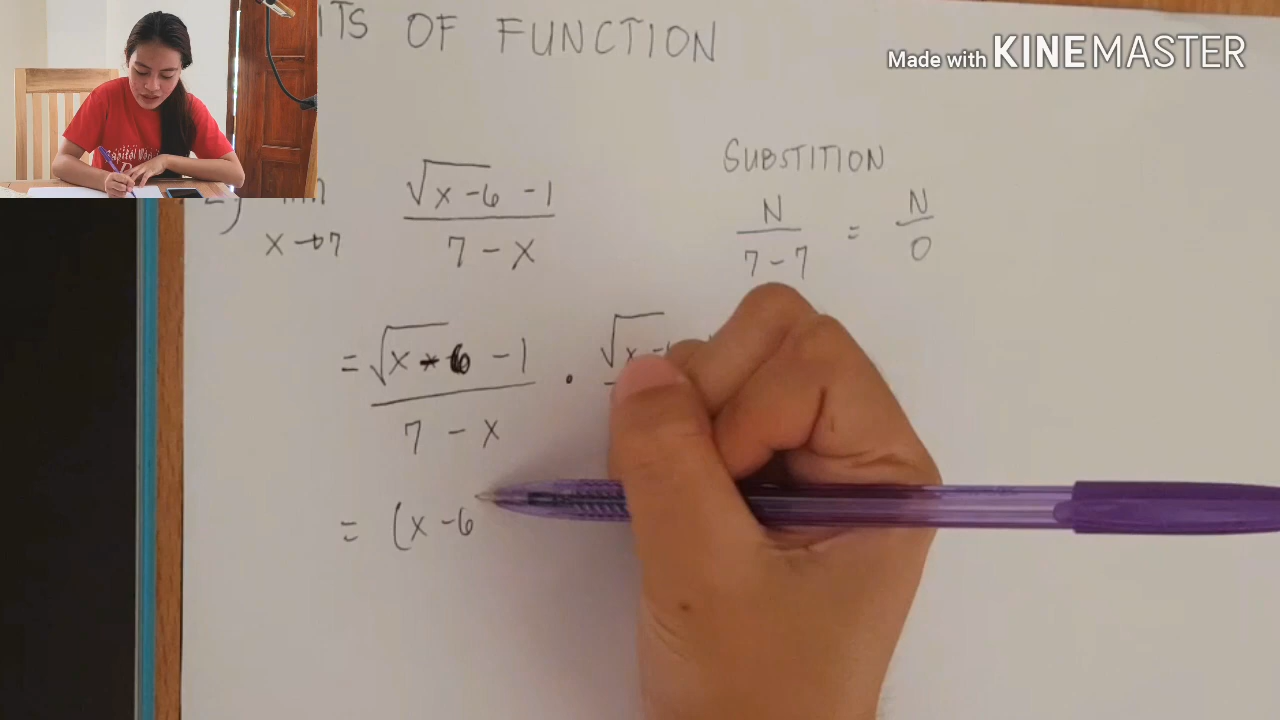 ITS OF FUNCTION
Made with KINEMASTER
SUBSTITION
√x-6 -1
x→7
7-x
N
7-7
=
N
0
= √x-6 -1 . √x-
7-x
= (x-6